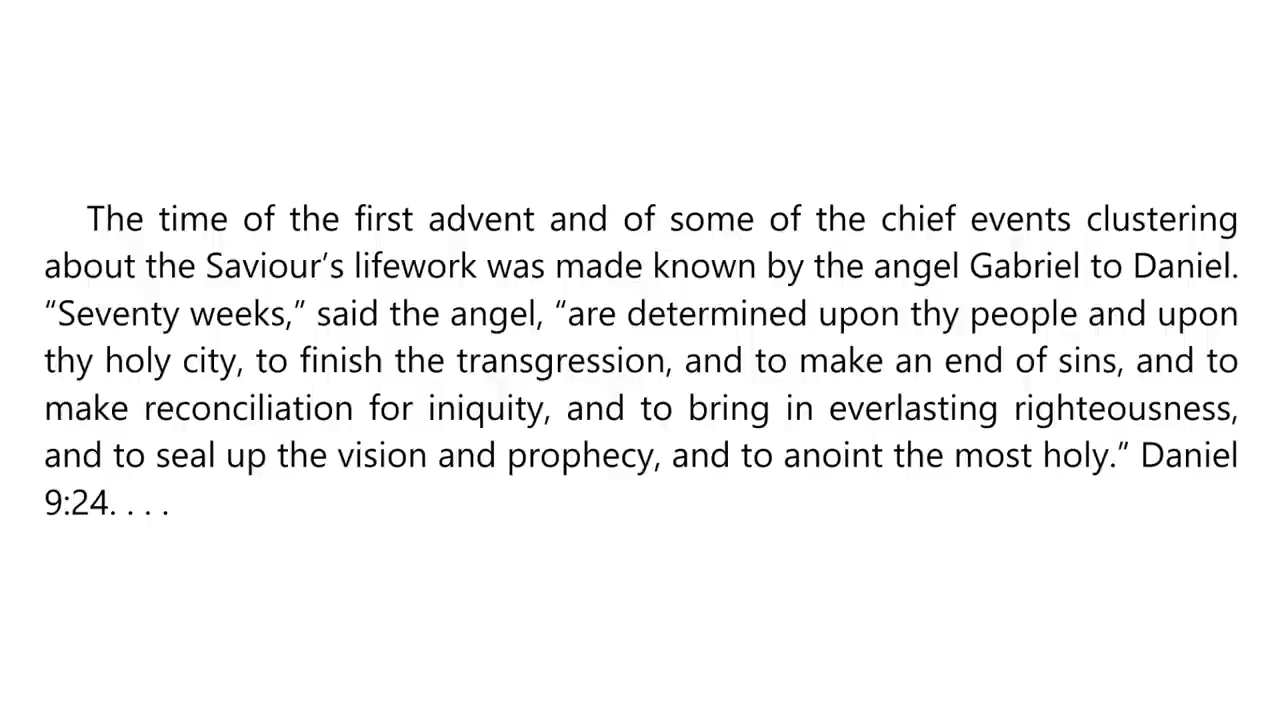 The time of the first advent and of some of the chief events clustering
about the Saviour’s lifework was made known by the angel Gabriel to Daniel.
“Seventy weeks,” said the angel, “are determined upon thy people and upon
thy holy city, to finish the transgression, and to make an end of sins, and to
make reconciliation for iniquity, and to bring in everlasting righteousness,
and to seal up the vision and prophecy, and to anoint the most holy.” Daniel
9:24. . . .